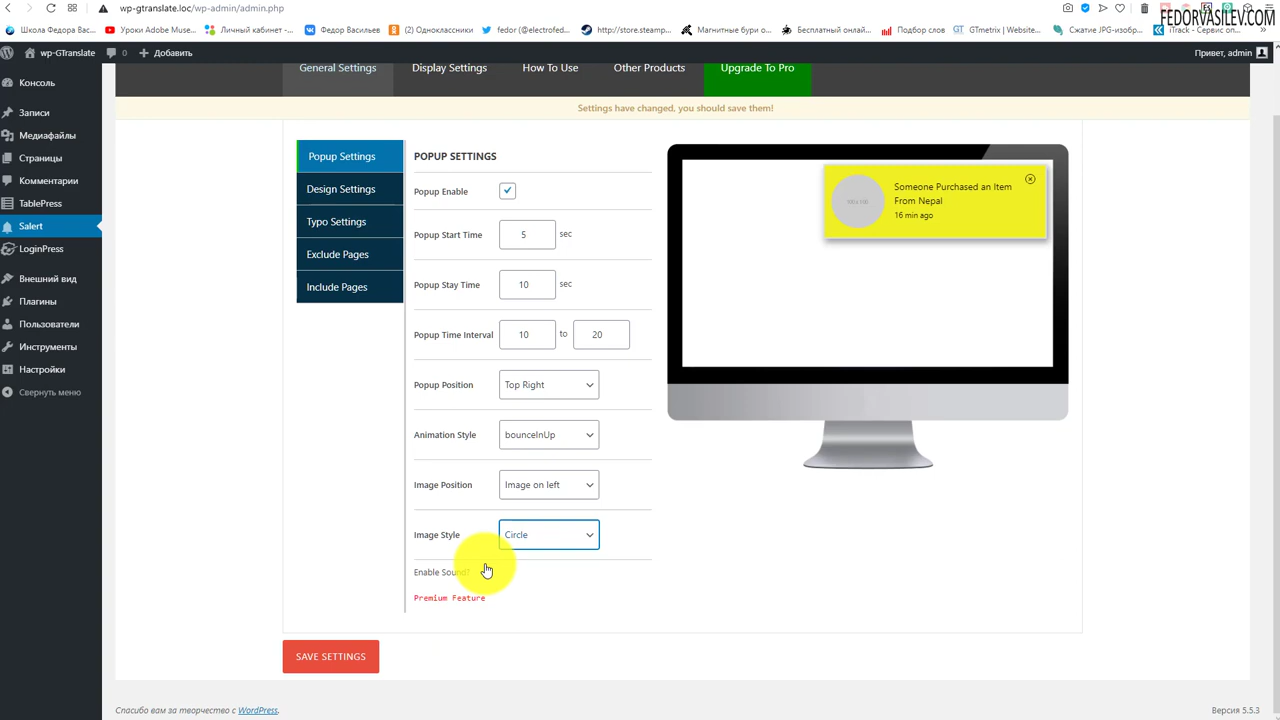 wp-gtranslate.loc/wp-admin/admin.php
FEDORVASILEV.COM
Школа Федора Вас...
Уроки Adobe Muse...
Личный кабинет -...
Федор Васильев
(2) Одноклассники
fedor (@electrofed...
http://store.steamp...
Магнитные бури о...
Бесплатный онлай...
Подбор слов
GTmetrix | Website...
Сжатие JPG-изобр...
iTrack - Сервис оп...
wp-GTranslate
0
Добавить
Привет, admin
Консоль
Записи
Медиафайлы
Страницы
Комментарии
TablePress
Salert
LoginPress
Внешний вид
Плагины
Пользователи
Инструменты
Настройки
Свернуть меню
General Settings
Display Settings
How To Use
Other Products
Upgrade To Pro
Settings have changed, you should save them!
Popup Settings
Design Settings
Typo Settings
Exclude Pages
Include Pages
POPUP SETTINGS
Popup Enable
Popup Start Time
5
sec
Popup Stay Time
10
sec
Popup Time Interval
10
to
20
Popup Position
Top Right
Animation Style
bounceInUp
Image Position
Image on left
Image Style
Circle
Enable Sound?
Premium Feature
Someone Purchased an Item
From Nepal
16 min ago
SAVE SETTINGS
Спасибо вам за творчество с WordPress.
Версия 5.5.3